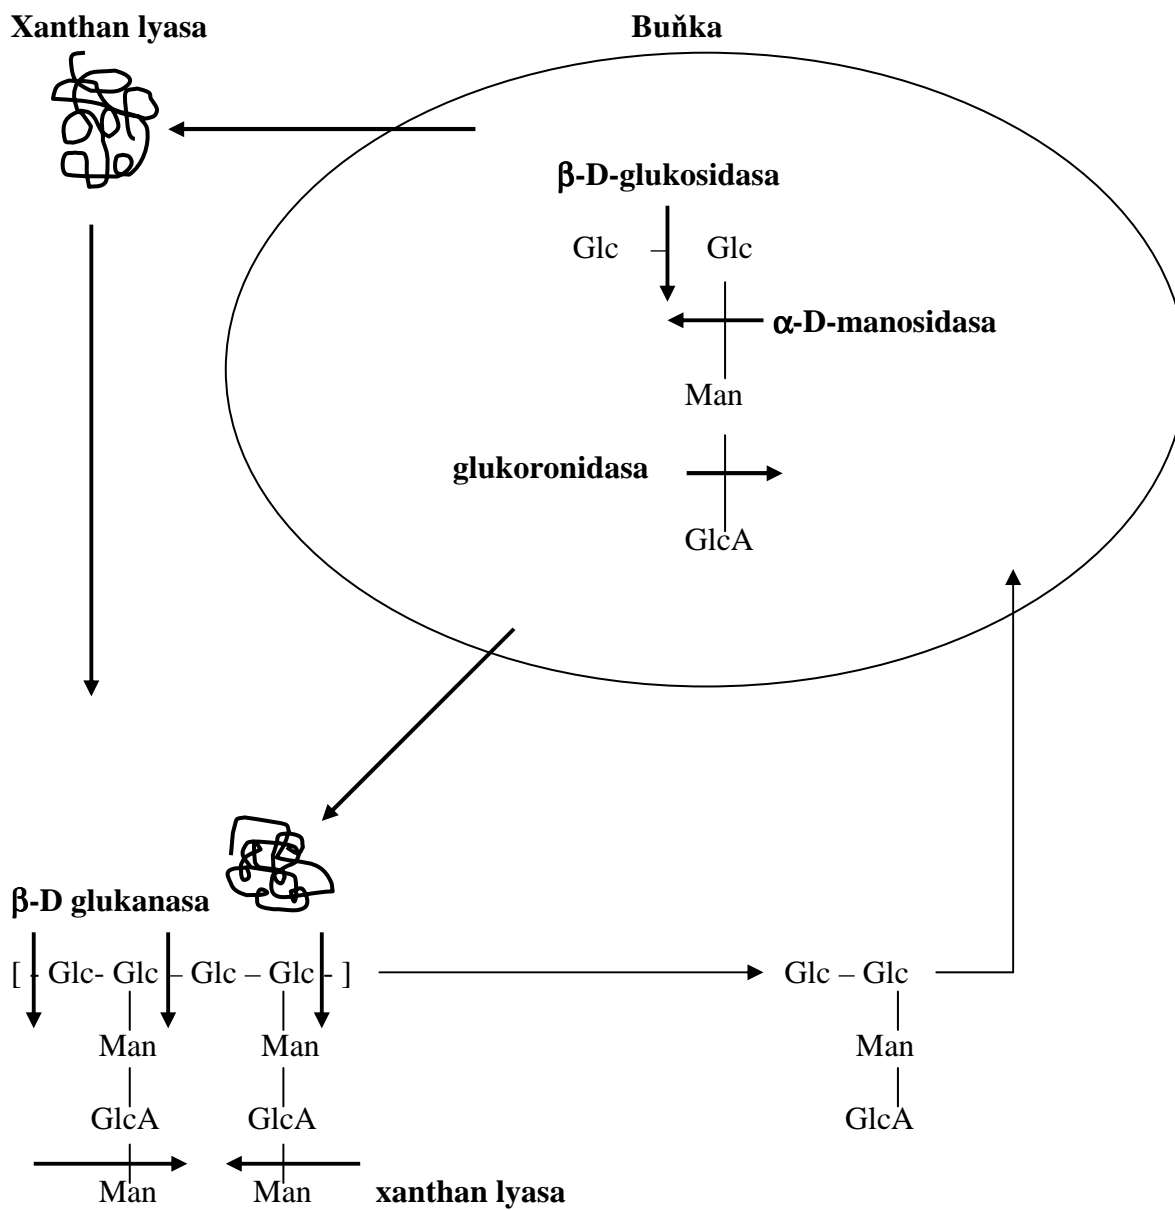 Xanthan lyasa
Buňka
β-D-glukosidasa
Glc – Glc
α-D-manosidasa
Man
glukoronidasa
GlcA
β-D glukanasa
[ - Glc- Glc – Glc – Glc - ]
Glc – Glc
Man Man
Man
GlcA GlcA
GlcA
Man Man
xanthan lyasa